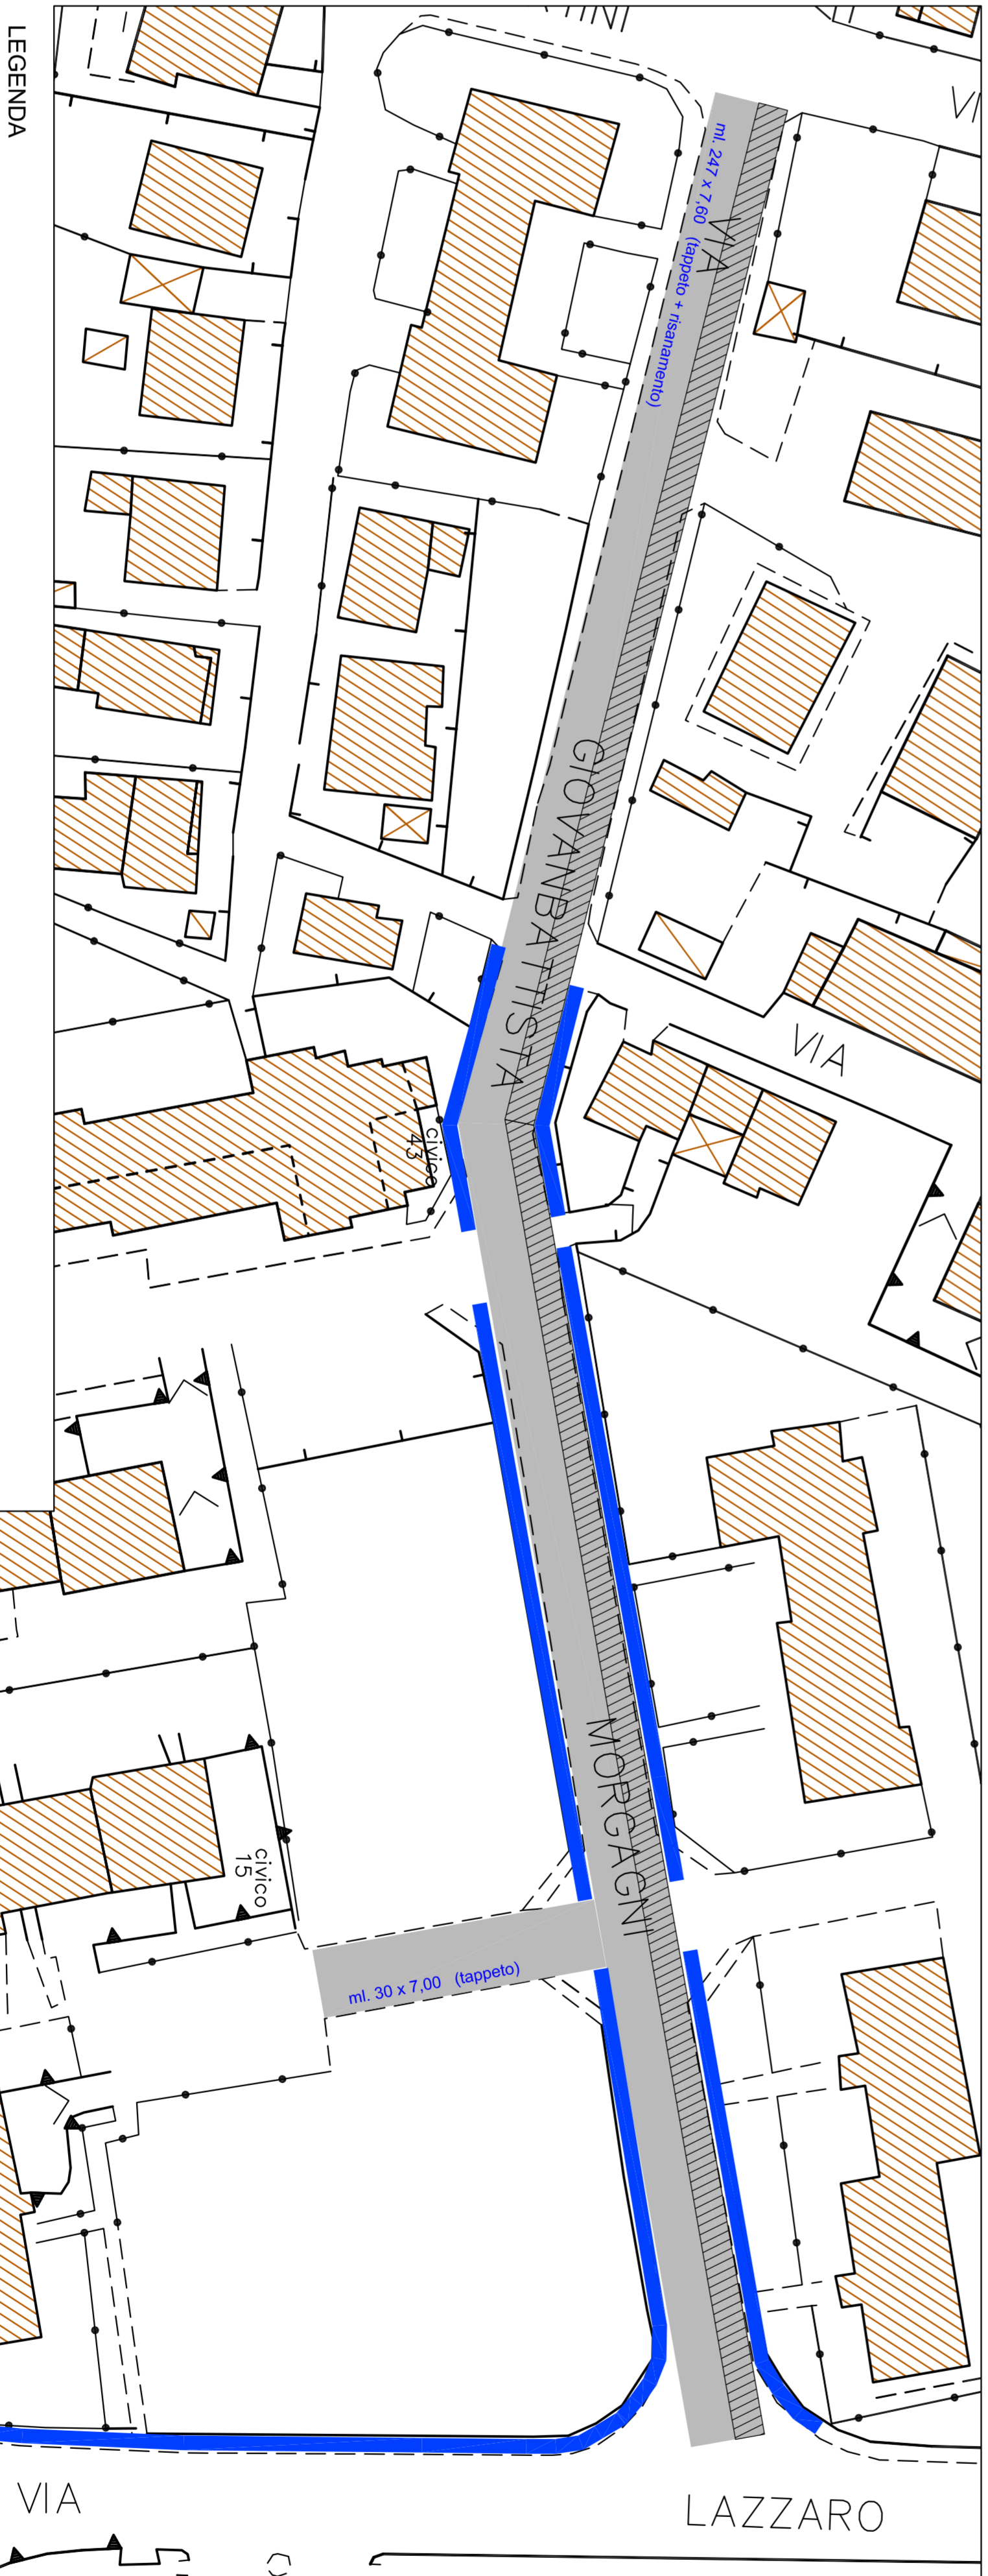 LEGENDA
VI
ml. 247 x 7,60 (tappeto + risanamento)
VIA
GIOVANBATTISTA
VIA
civico
43
MORGAGNI
civico
15
ml. 30 x 7,00 (tappeto)
VIA
LAZZARO